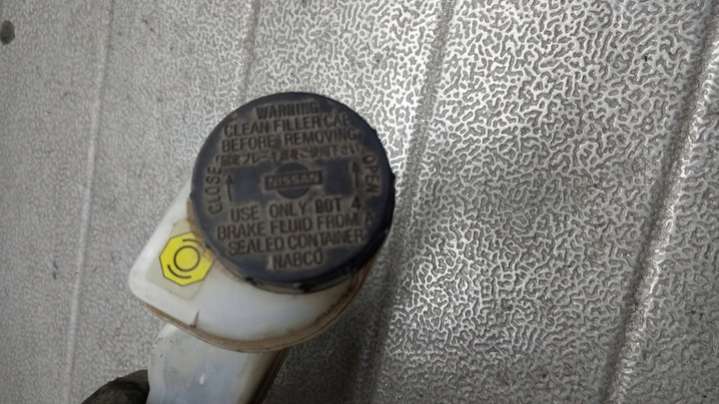 WARNING
CLEAN FILLER CAP
BEFORE REMOVING
CLOSE
NISSAN
OPEN
USE ONLY DOT 4
BRAKE FLUID FROM A
SEALED CONTAINER
NABCO